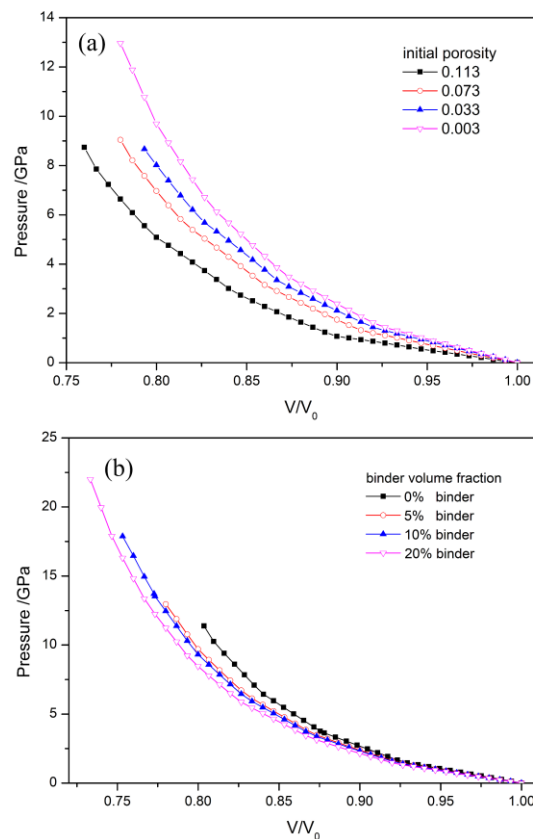 (a)
initial porosity
0.113
0.073
0.033
0.003
Pressure /GPa
14
12
10
8
6
4
2
0
0.75 0.80 0.85 0.90 0.95 1.00
V/V0
(b)
binder volume fraction
0% binder
5% binder
10% binder
20% binder
Pressure /GPa
25
20
15
10
5
0
0.75 0.80 0.85 0.90 0.95 1.00
V/V0